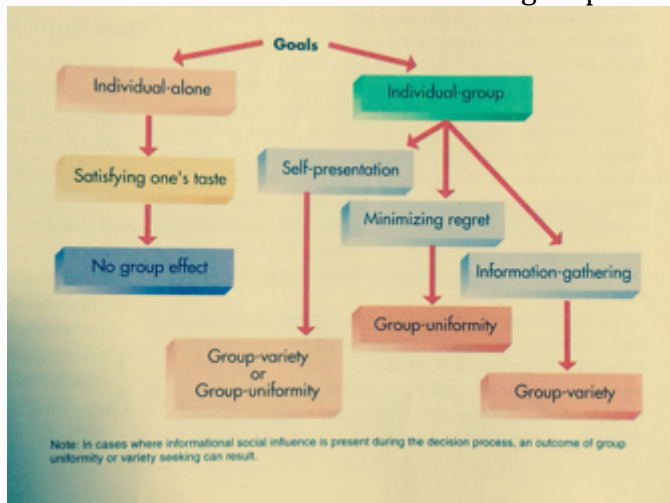 Goals
Individual-alone
Individual-group
Satisfying one's taste
Self-presentation
Minimizing regret
No group effect
Information-gathering
Group-uniformity
Group-variety
or
Group-uniformity
Group-variety
Note: In cases where informational social influence is present during the decision process, an outcome of group
uniformity or variety seeking can result.